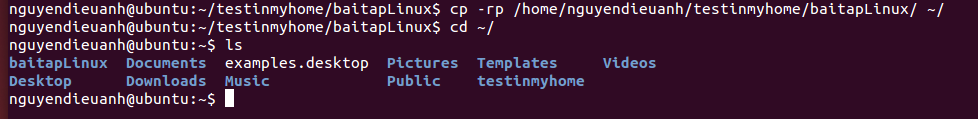 nguyendieuanh@ubuntu:~/testinmyhome/baitapLinux$ cp -rp /home/nguyendieuanh/testinmyhome/baitapLinux/ ~/
nguyendieuanh@ubuntu:~/testinmyhome/baitapLinux$ cd ~/
nguyendieuanh@ubuntu:~$ ls
baitapLinux  Documents  examples.desktop  Pictures  Templates  Videos
Desktop  Downloads  Music  Public  testinmyhome
nguyendieuanh@ubuntu:~$